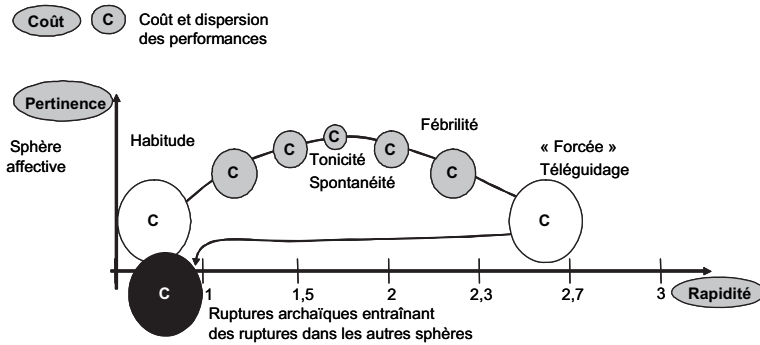 Coût
C
Coût et dispersion
des performances
Pertinence
Sphère
affective
Habitude
Fébrilité
« Forcée »
Téléguidage
C
C
C
C
C
Tonicité
Spontanéité
C
C
C
1
1,5
2
2,3
2,7
3
Rapidité
Ruptures archaïques entraînant
des ruptures dans les autres sphères